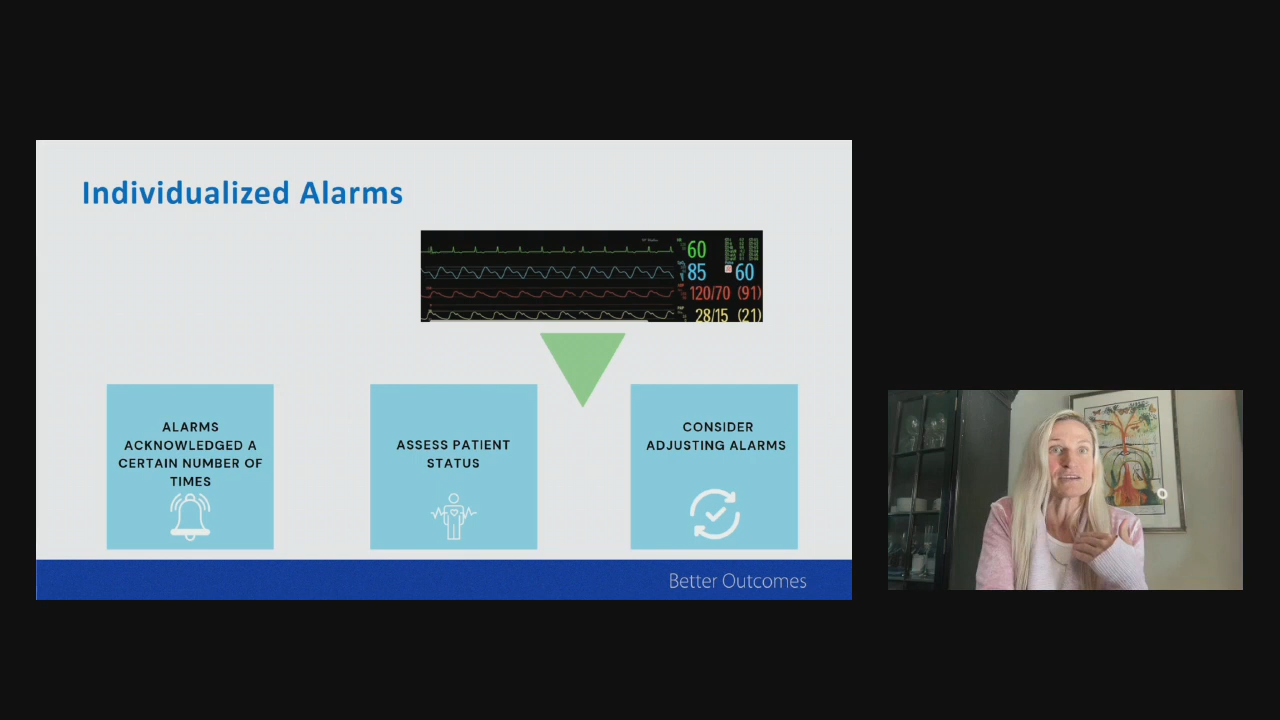 Individualized Alarms
60
85 60
120/70 (91)
28/15 (21)
ALARMS
ACKNOWLEDGED A
CERTAIN NUMBER OF
TIMES
ASSESS PATIENT
STATUS
CONSIDER
ADJUSTING ALARMS
Better Outcomes